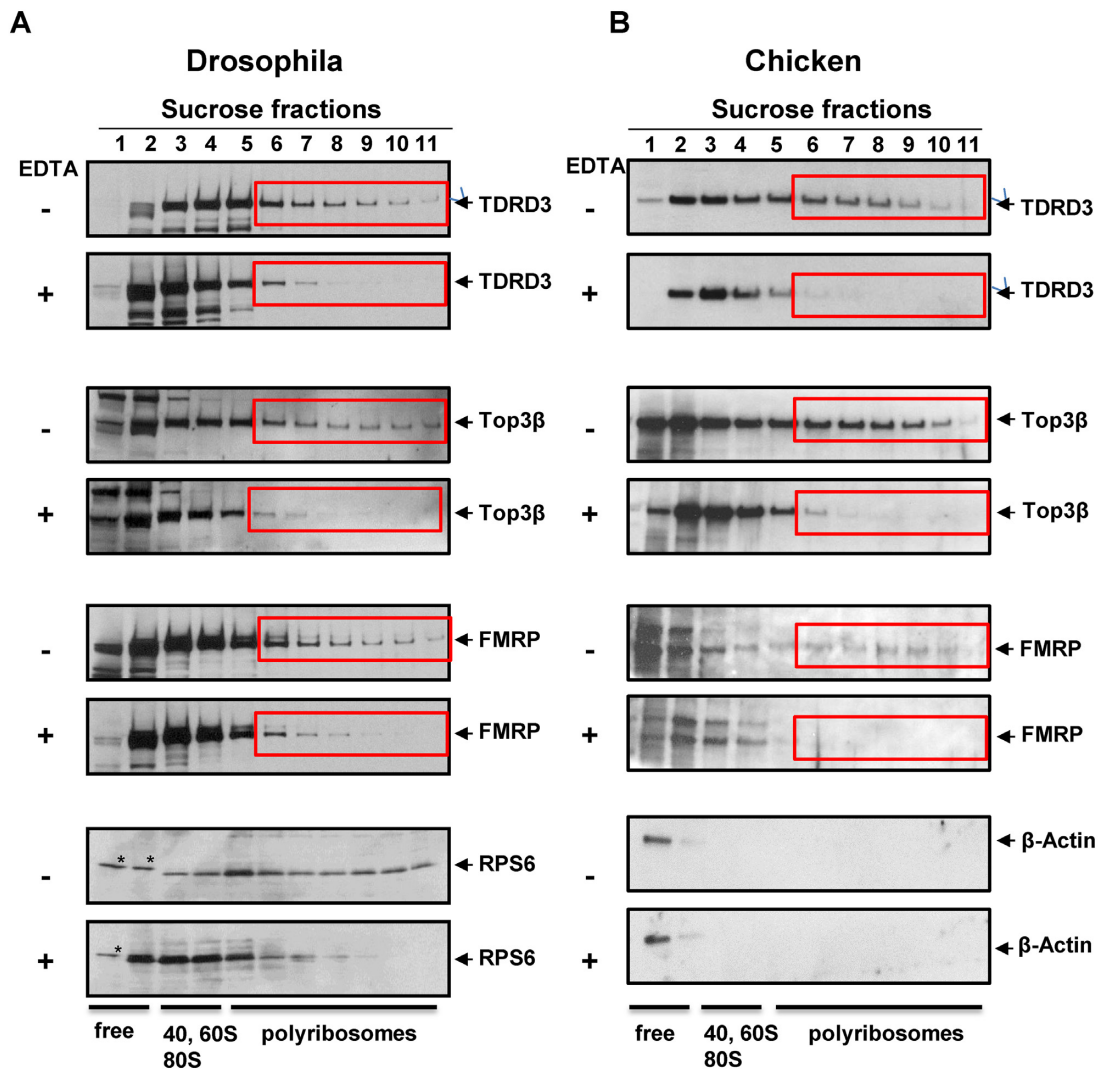 A
Drosophila
Sucrose fractions
1 2 3 4 5 6 7 8 9 10 11
EDTA
- TDRD3
+ TDRD3
- Top3β
+ Top3β
- FMRP
+ FMRP
* *
- RPS6
*
+ RPS6
free 40, 60S polyribosomes
80S
B
Chicken
Sucrose fractions
1 2 3 4 5 6 7 8 9 10 11
EDTA
- TDRD3
+ TDRD3
- Top3β
+ Top3β
- FMRP
+ FMRP
- β-Actin
+ β-Actin
free 40, 60S polyribosomes
80S